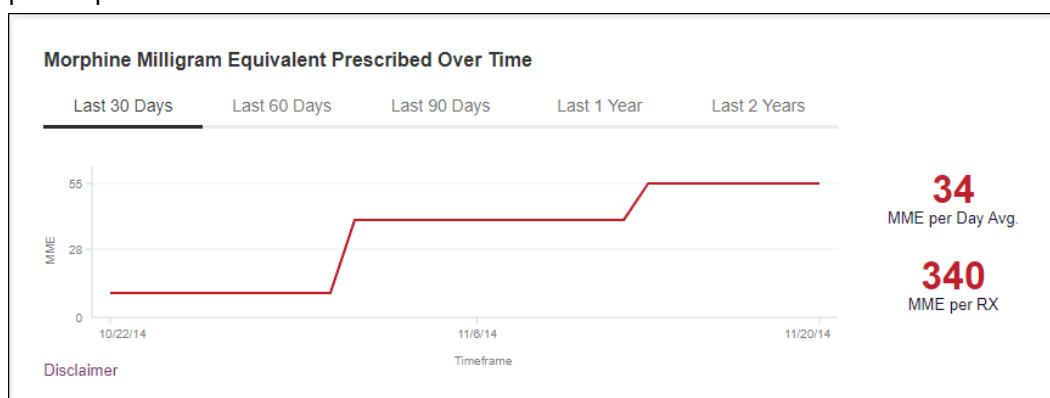 Morphine Milligram Equivalent Prescribed Over Time
Last 30 Days Last 60 Days Last 90 Days Last 1 Year Last 2 Years
55
28
0
MME
10/22/14 11/6/14 11/20/14
Timeframe
34
MME per Day Avg.
340
MME per RX
Disclaimer